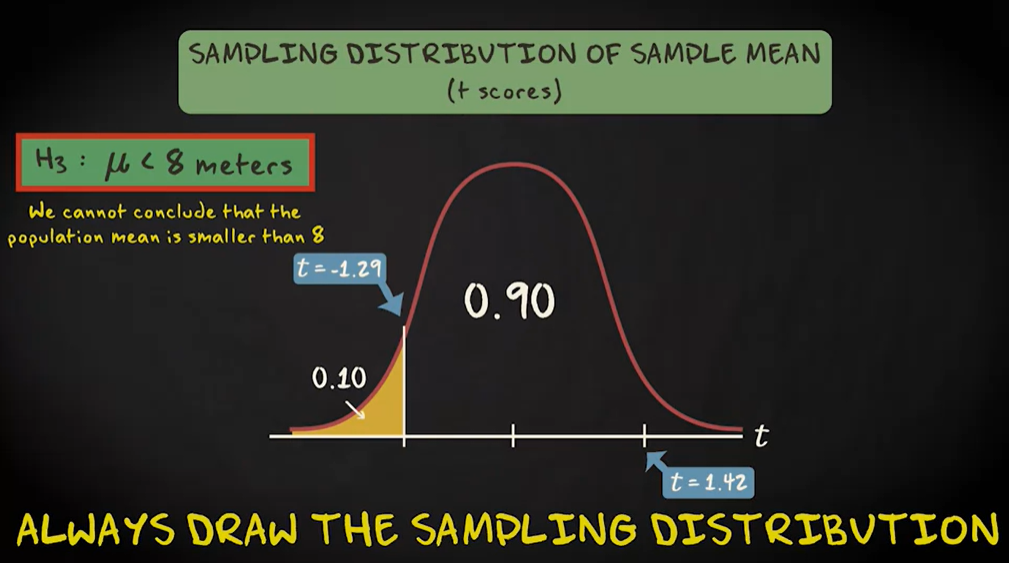 SAMPLING DISTRIBUTION OF SAMPLE MEAN
(t scores)
H3 : μ < 8 meters
We cannot conclude that the
population mean is smaller than 8
t = -1.29
0.90
0.10
t
t = 1.42
ALWAYS DRAW THE SAMPLING DISTRIBUTION